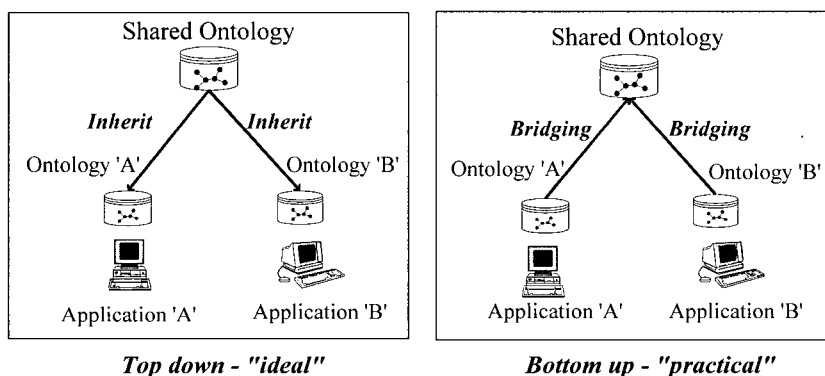 Shared Ontology
Inherit Inherit
Ontology 'A' Ontology 'B'
Application 'A' Application 'B'
Top down - "ideal"
Shared Ontology
Bridging Bridging
Ontology 'A' Ontology 'B'
Application 'A' Application 'B'
Bottom up - "practical"